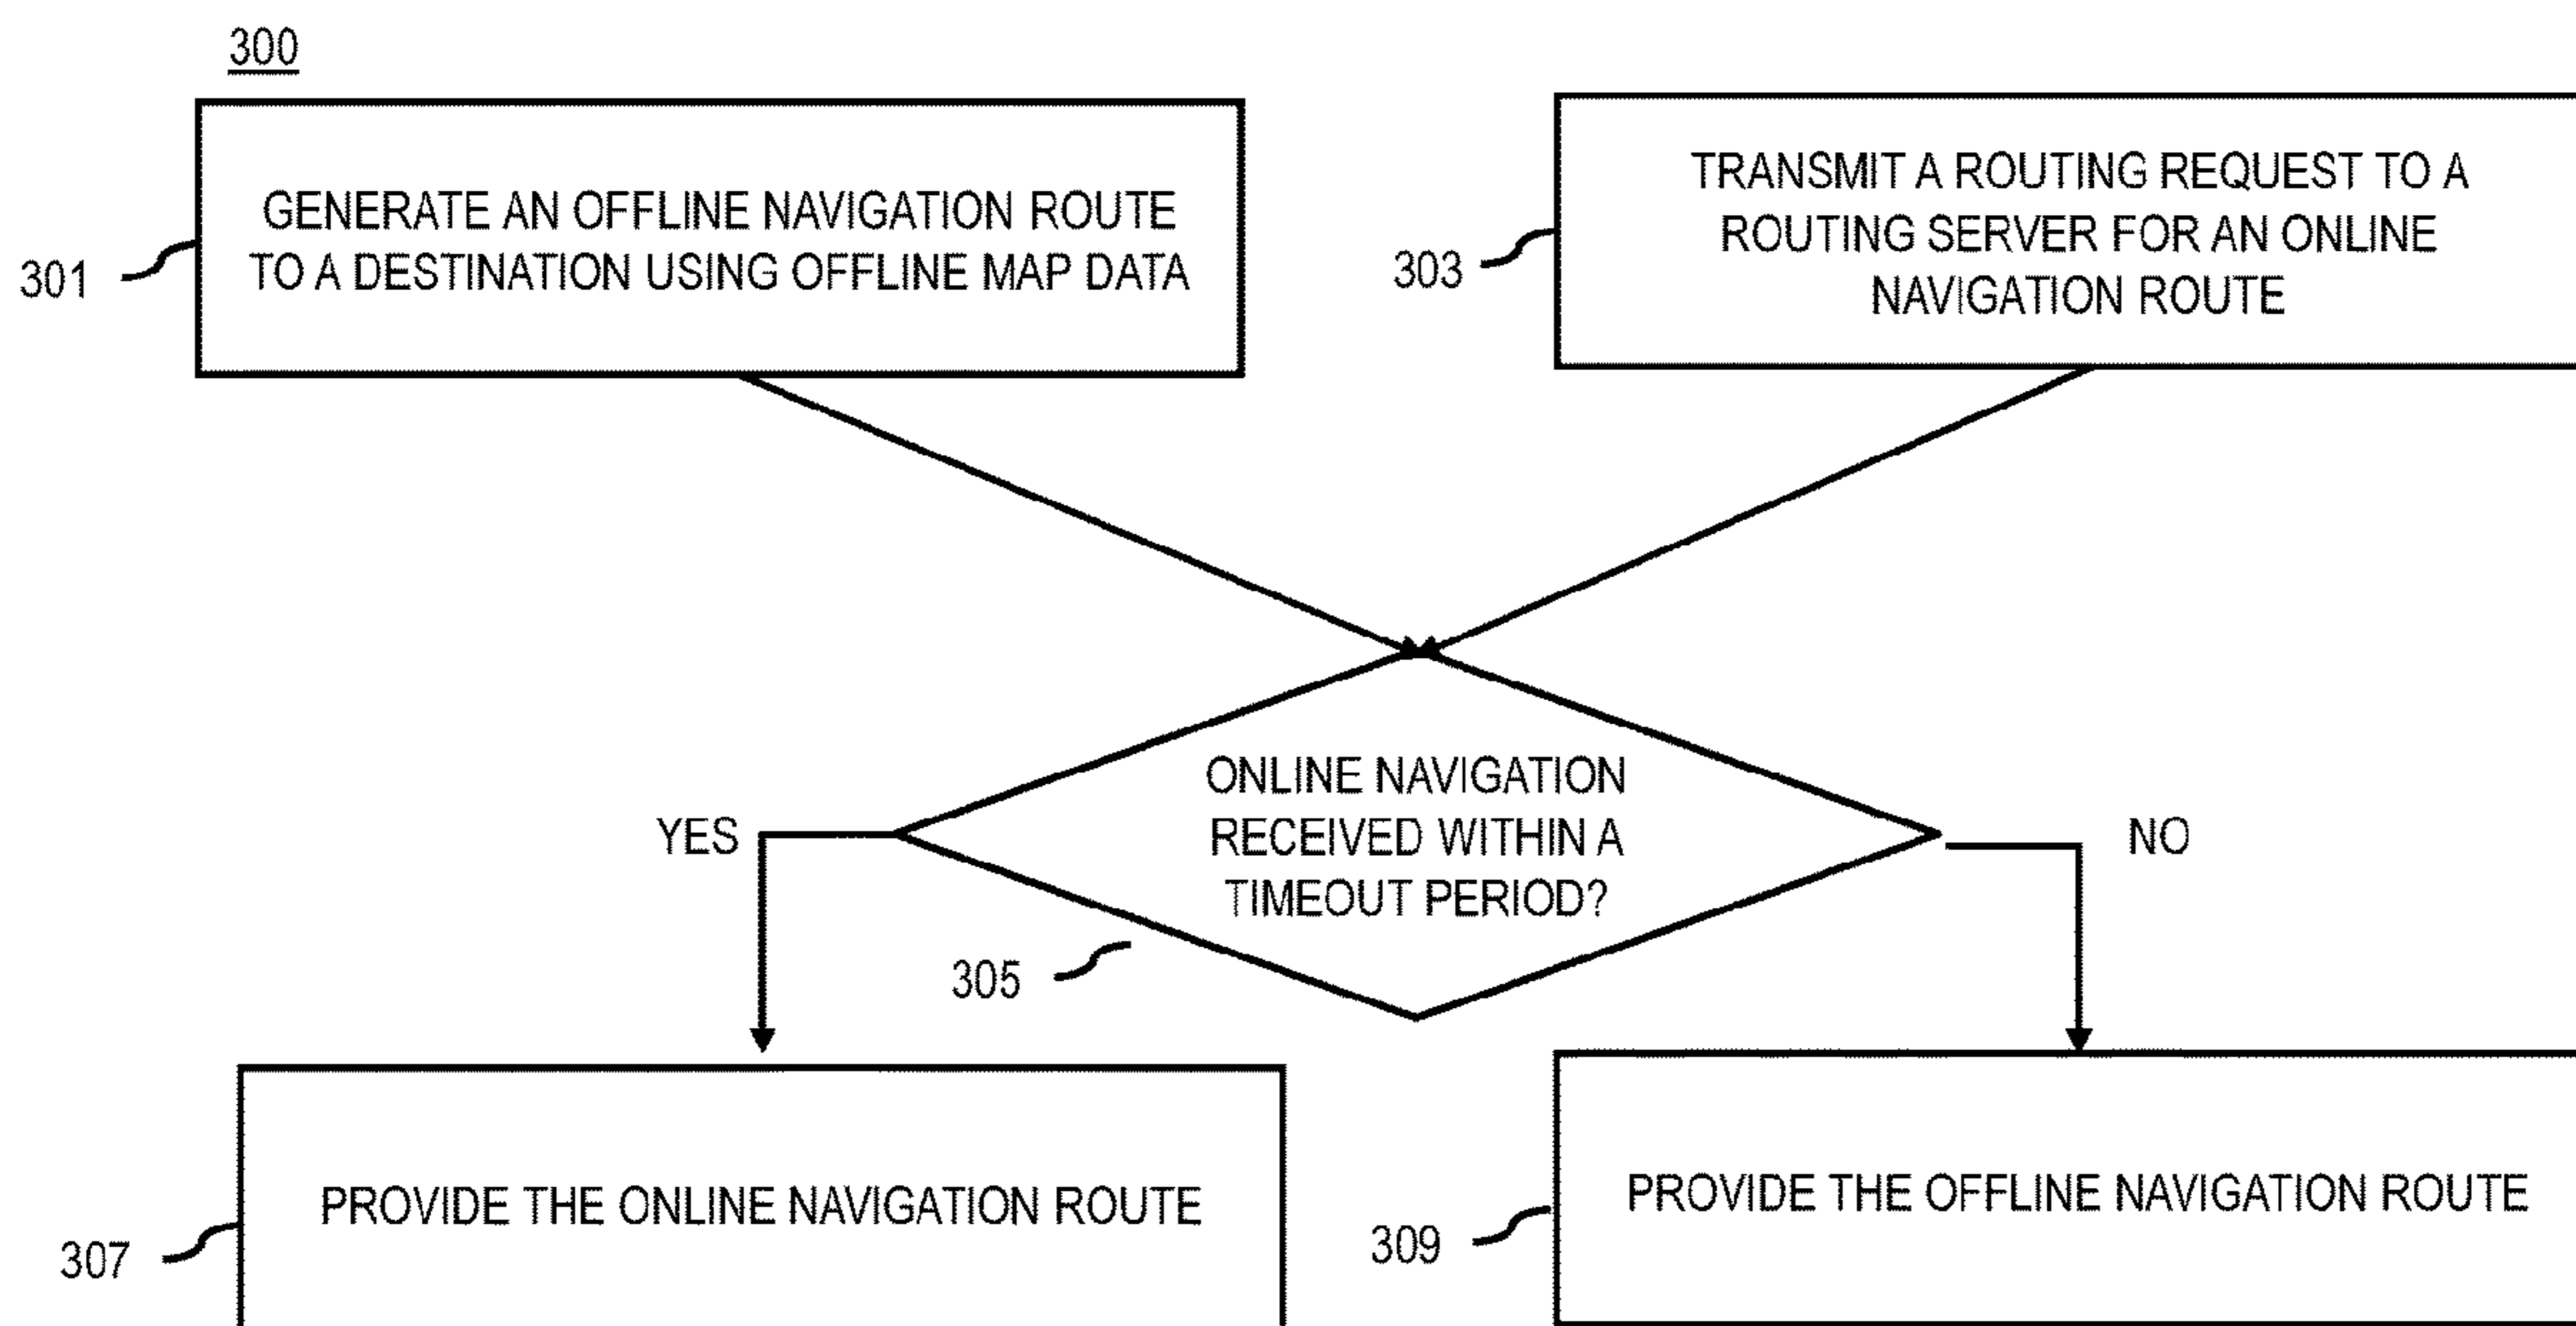 300
GENERATE AN OFFLINE NAVIGATION ROUTE
TO A DESTINATION USING OFFLINE MAP DATA
301
TRANSMIT A ROUTING REQUEST TO A
ROUTING SERVER FOR AN ONLINE
NAVIGATION ROUTE
303
ONLINE NAVIGATION
RECEIVED WITHIN A
TIMEOUT PERIOD?
YES
NO
305
PROVIDE THE ONLINE NAVIGATION ROUTE
307
PROVIDE THE OFFLINE NAVIGATION ROUTE
309